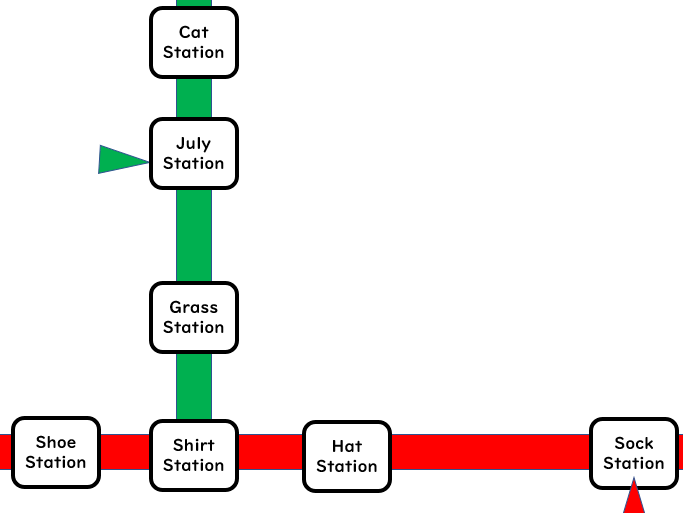 Cat
Station
July
Station
Grass
Station
Shoe
Station
Shirt
Station
Hat
Station
Sock
Station